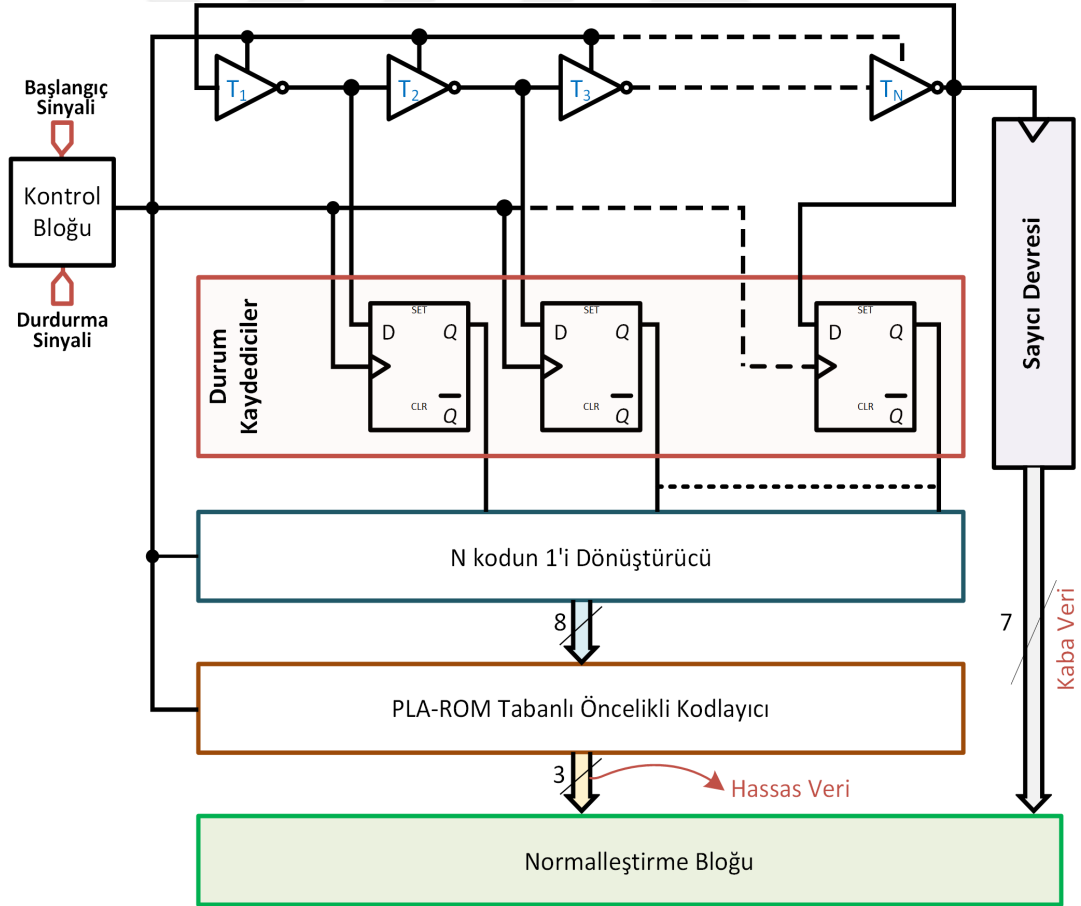 T1
T2
T3
TN
Başlangıç
Sinyali
Kontrol
Bloğu
Durdurma
Sinyali
Sayıcı Devresi
Durum
Kaydediciler
SET
D
Q
CLR
Q
SET
D
Q
CLR
Q
SET
D
Q
CLR
Q
N kodun 1'i Dönüştürücü
8
7
Kaba Veri
PLA-ROM Tabanlı Öncelikli Kodlayıcı
3
Hassas Veri
Normalleştirme Bloğu